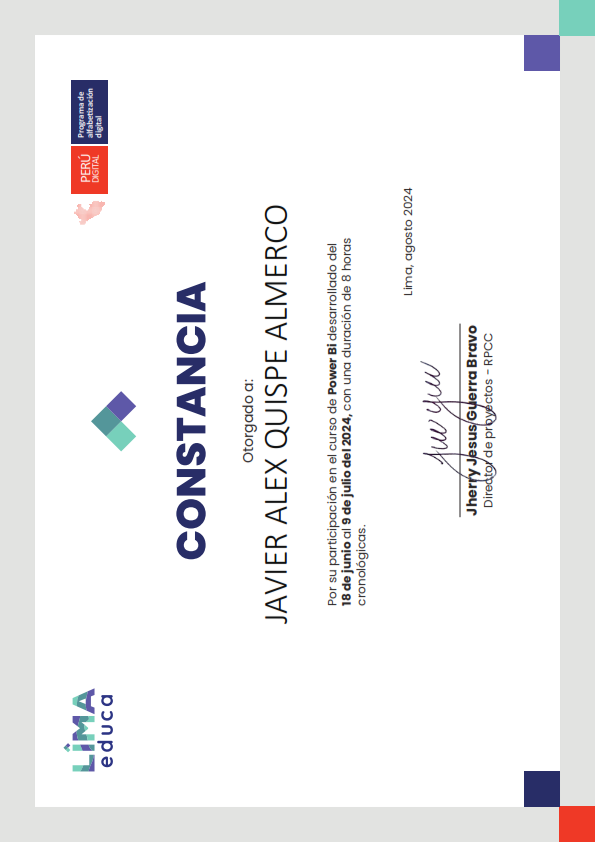 LIMA
educa
PERÚ
DIGITAL
Programa de
alfabetización
digital
CONSTANCIA
Otorgado a:
JAVIER ALEX QUISPE ALMERCO
Por su participación en el curso de Power Bi desarrollado del
18 de junio al 9 de julio del 2024, con una duración de 8 horas
cronológicas.
Lima, agosto 2024
Jherry Jesus Guerra Bravo
Director de proyectos – RPCC